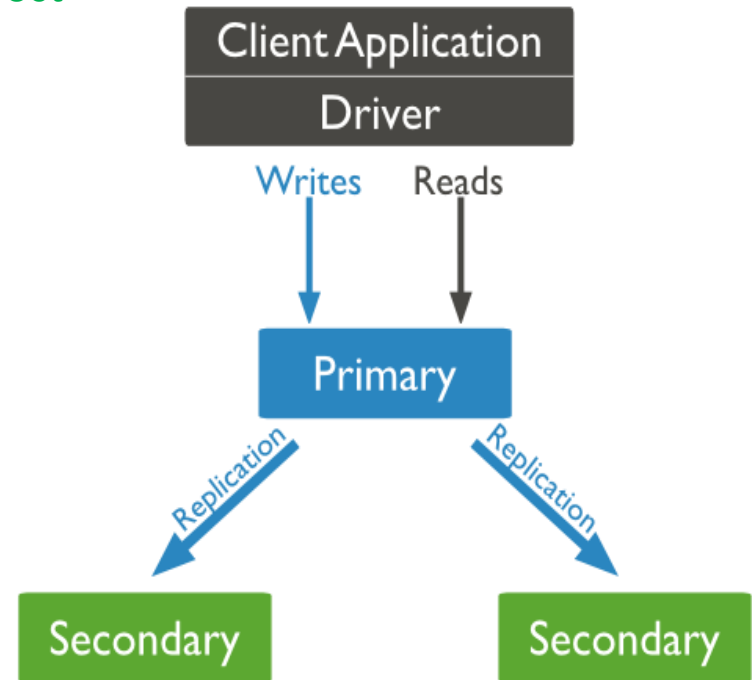 Client Application
Driver
Writes
Reads
Primary
Replication
Replication
Secondary
Secondary